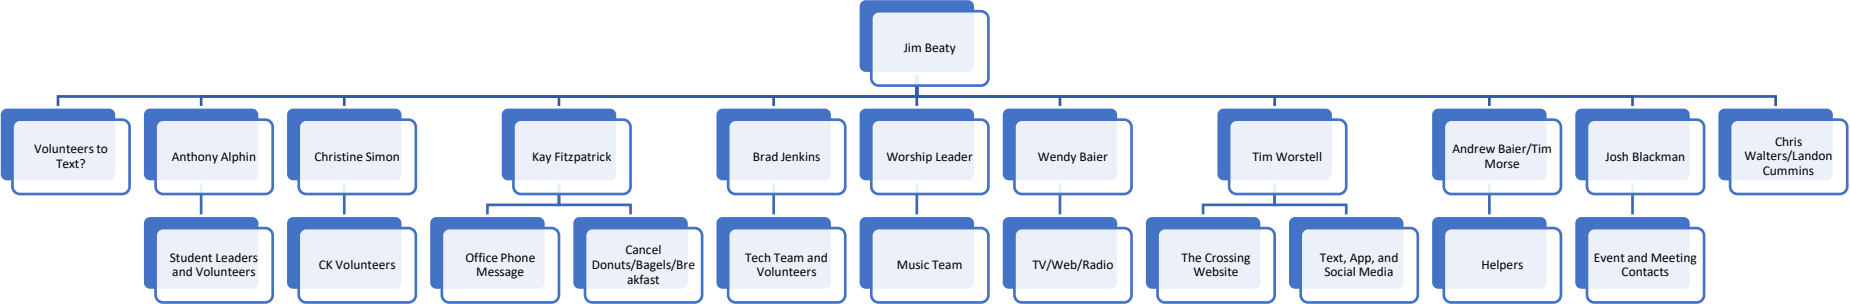 Jim Beaty
Volunteers to
Text?
Anthony Alphin
Christine Simon
Kay Fitzpatrick
Brad Jenkins
Worship Leader
Wendy Baier
Tim Worstell
Andrew Baier/Tim
Morse
Josh Blackman
Chris
Walters/Landon
Cummins
Student Leaders
and Volunteers
CK Volunteers
Office Phone
Message
Cancel
Donuts/Bagels/Bre
akfast
Tech Team and
Volunteers
Music Team
TV/Web/Radio
The Crossing
Website
Text, App, and
Social Media
Helpers
Event and Meeting
Contacts